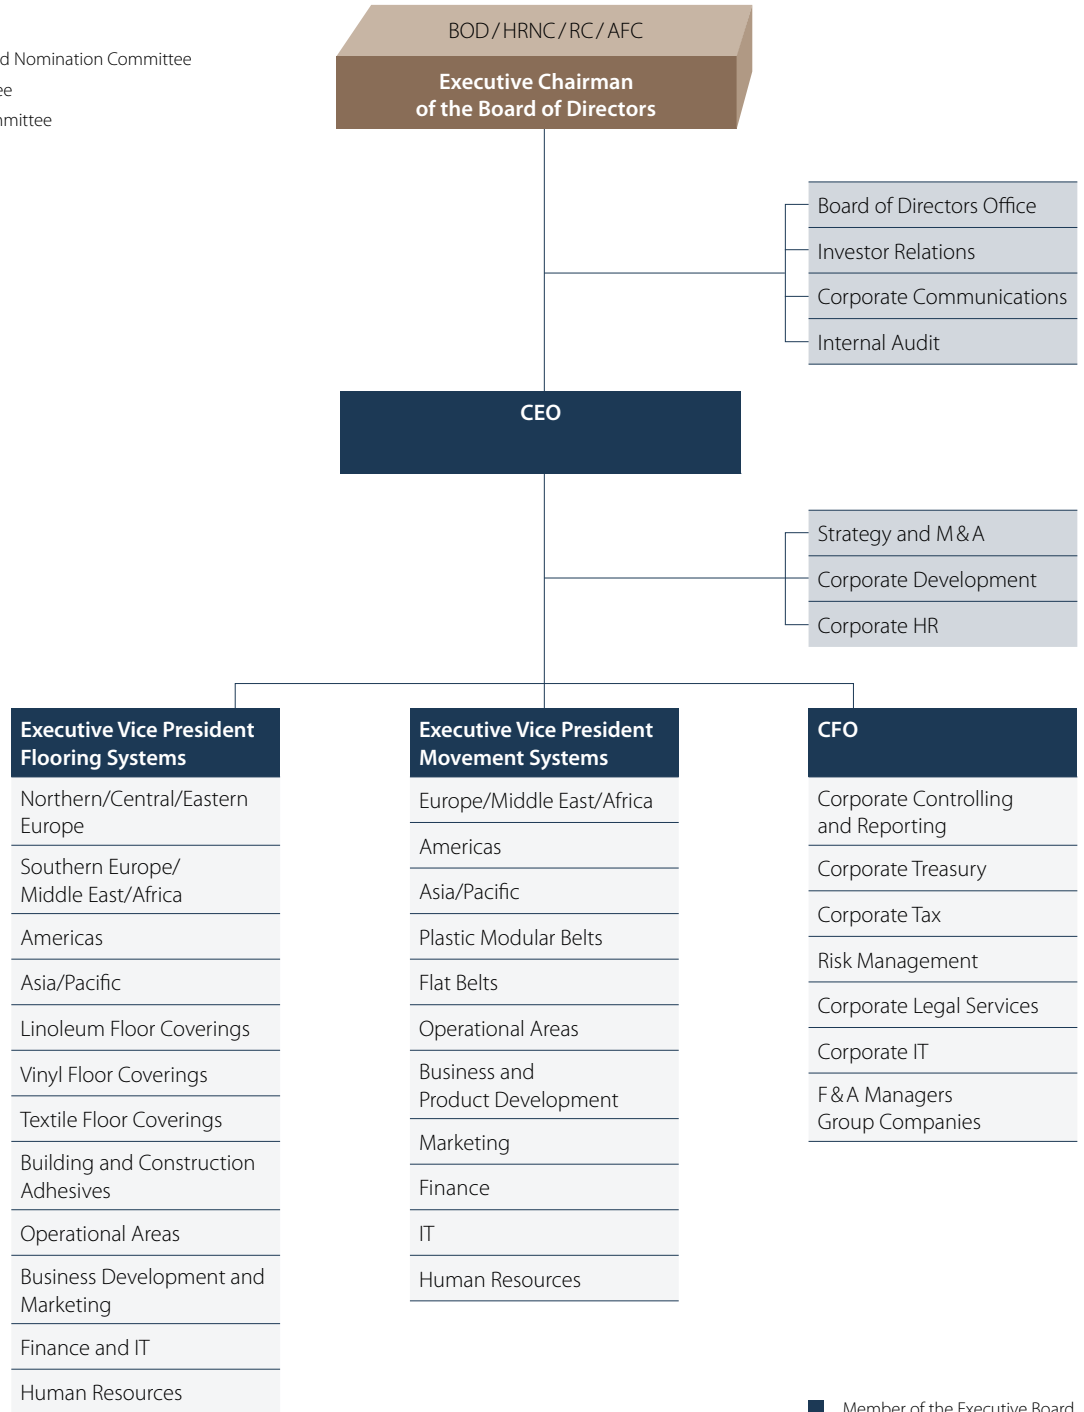 BOD / HRNC / RC / AFC
d Nomination Committee
ee
mmittee
Executive Chairman
of the Board of Directors
Board of Directors Office
Investor Relations
Corporate Communications
Internal Audit
CEO
Strategy and M & A
Corporate Development
Corporate HR
Executive Vice President
Flooring Systems
Northern/Central/Eastern
Europe
Southern Europe/
Middle East/Africa
Americas
Asia/Pacific
Linoleum Floor Coverings
Vinyl Floor Coverings
Textile Floor Coverings
Building and Construction
Adhesives
Operational Areas
Business Development and
Marketing
Finance and IT
Human Resources
Executive Vice President
Movement Systems
Europe/Middle East/Africa
Americas
Asia/Pacific
Plastic Modular Belts
Flat Belts
Operational Areas
Business and
Product Development
Marketing
Finance
IT
Human Resources
CFO
Corporate Controlling
and Reporting
Corporate Treasury
Corporate Tax
Risk Management
Corporate Legal Services
Corporate IT
F & A Managers
Group Companies
Member of the Executive Board